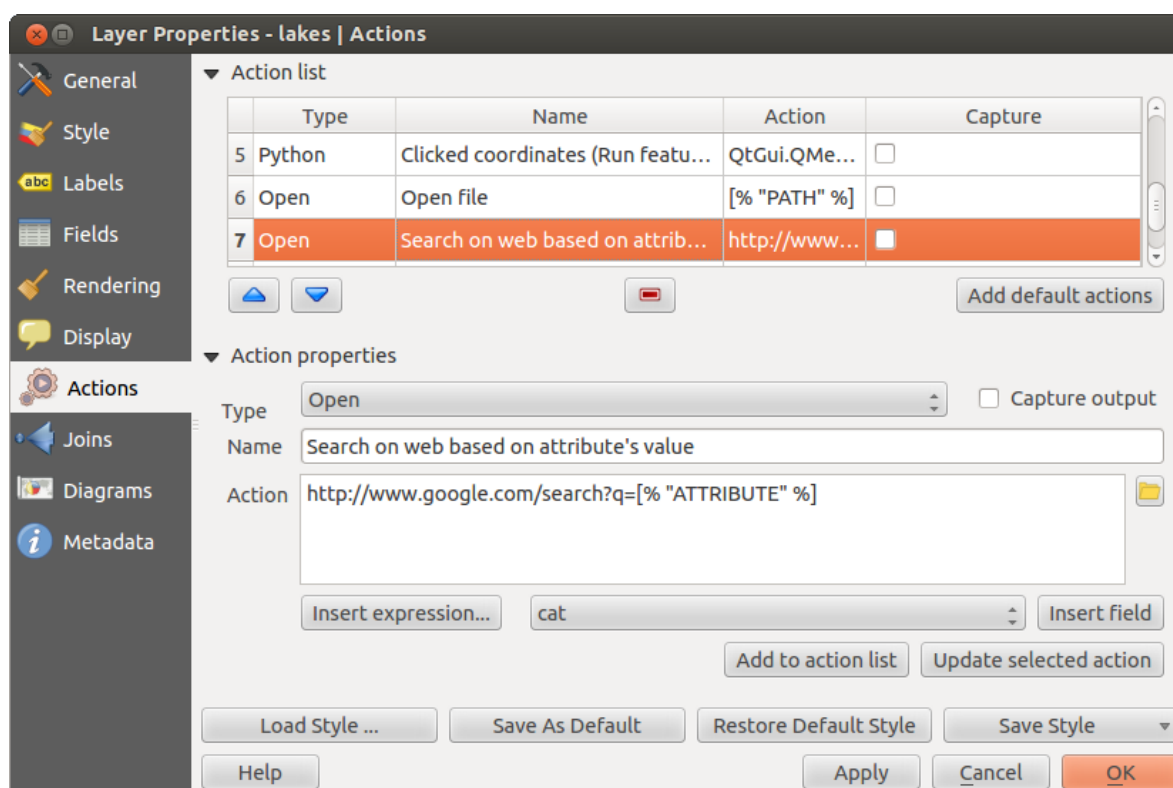 Layer Properties - lakes | Actions
General
Style
abc Labels
Fields
Rendering
Display
Actions
Joins
Diagrams
Metadata
Action list
Type Name Action Capture
5 Python Clicked coordinates (Run featu... QtGui.QMe...
6 Open Open file [% "PATH" %]
7 Open Search on web based on attrib... http://www...
Add default actions
Action properties
Type Open Capture output
Name Search on web based on attribute's value
Action http://www.google.com/search?q=[% "ATTRIBUTE" %]
Insert expression... cat Insert field
Add to action list Update selected action
Load Style ... Save As Default Restore Default Style Save Style
Help Apply Cancel OK